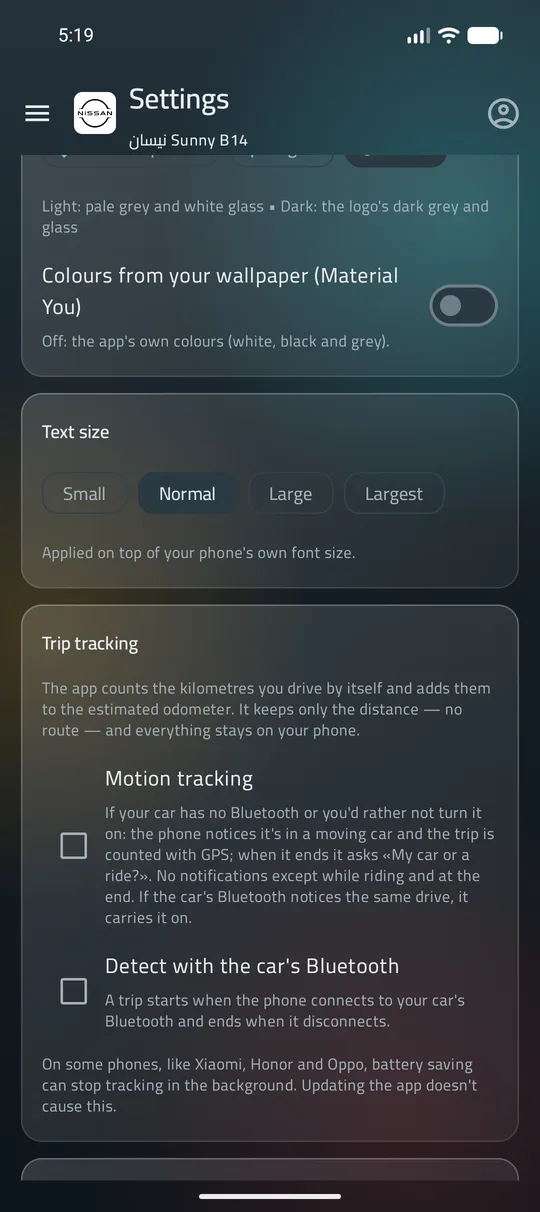 5:19
Settings
NISSAN
نيسان Sunny B14
Light: pale grey and white glass • Dark: the logo's dark grey and
glass
Colours from your wallpaper (Material
You)
Off: the app's own colours (white, black and grey).
Text size
Small Normal Large Largest
Applied on top of your phone's own font size.
Trip tracking
The app counts the kilometres you drive by itself and adds them
to the estimated odometer. It keeps only the distance — no
route — and everything stays on your phone.
Motion tracking
If your car has no Bluetooth or you'd rather not turn it
on: the phone notices it's in a moving car and the trip is
counted with GPS; when it ends it asks «My car or a
ride?». No notifications except while riding and at the
end. If the car's Bluetooth notices the same drive, it
carries it on.
Detect with the car's Bluetooth
A trip starts when the phone connects to your car's
Bluetooth and ends when it disconnects.
On some phones, like Xiaomi, Honor and Oppo, battery saving
can stop tracking in the background. Updating the app doesn't
cause this.